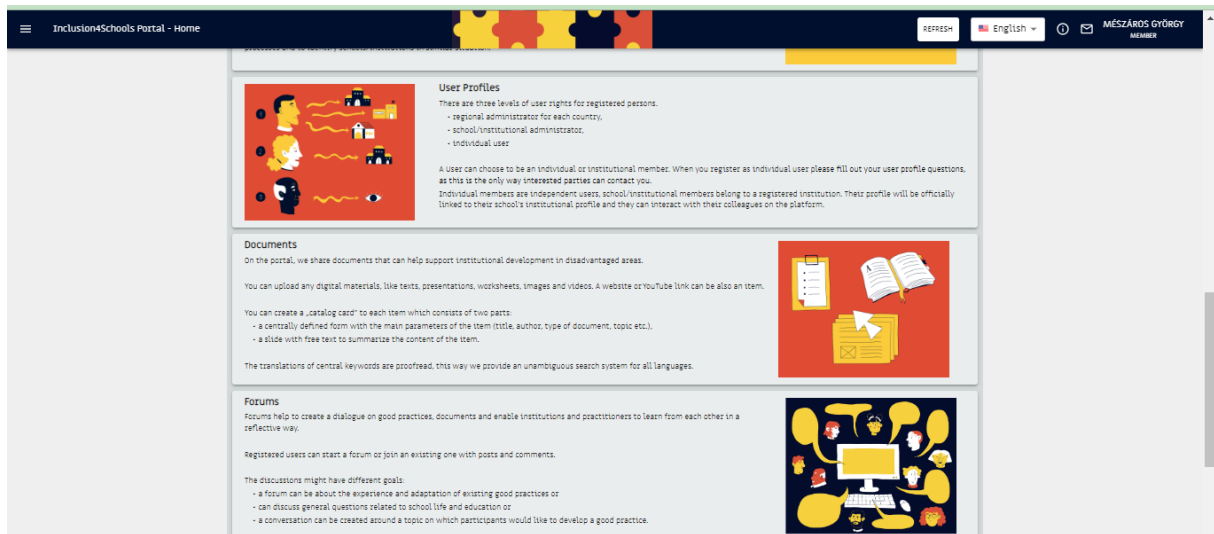 Inclusion4Schools Portal - Home
REFRESH
English
MÉSZÁROS GYÖRGY
MEMBER
User Profiles
There are three levels of user rights for registered persons.
- regional administrator for each country,
- school/institutional administrator,
- individual user
A User can choose to be an individual or institutional member. When you register as individual user please fill out your user profile questions,
as this is the only way interested parties can contact you.
Individual members are independent users, school/institutional members belong to a registered institution. Their profile will be officially
linked to their school's institutional profile and they can interact with their colleagues on the platform.
Documents
On the portal, we share documents that can help support institutional development in disadvantaged areas.
You can upload any digital materials, like texts, presentations, worksheets, images and videos. A website or YouTube link can be also an item.
You can create a „catalog card" to each item which consists of two parts:
- a centrally defined form with the main parameters of the item (title, author, type of document, topic etc.),
- a slide with free text to summarize the content of the item.
The translations of central keywords are proofread, this way we provide an unambiguous search system for all languages.
Forums
Forums help to create a dialogue on good practices, documents and enable institutions and practitioners to learn from each other in a
reflective way.
Registered users can start a forum or join an existing one with posts and comments.
The discussions might have different goals:
- a forum can be about the experience and adaptation of existing good practices or
- can discuss general questions related to school life and education or
- a conversation can be created around a topic on which participants would like to develop a good practice.